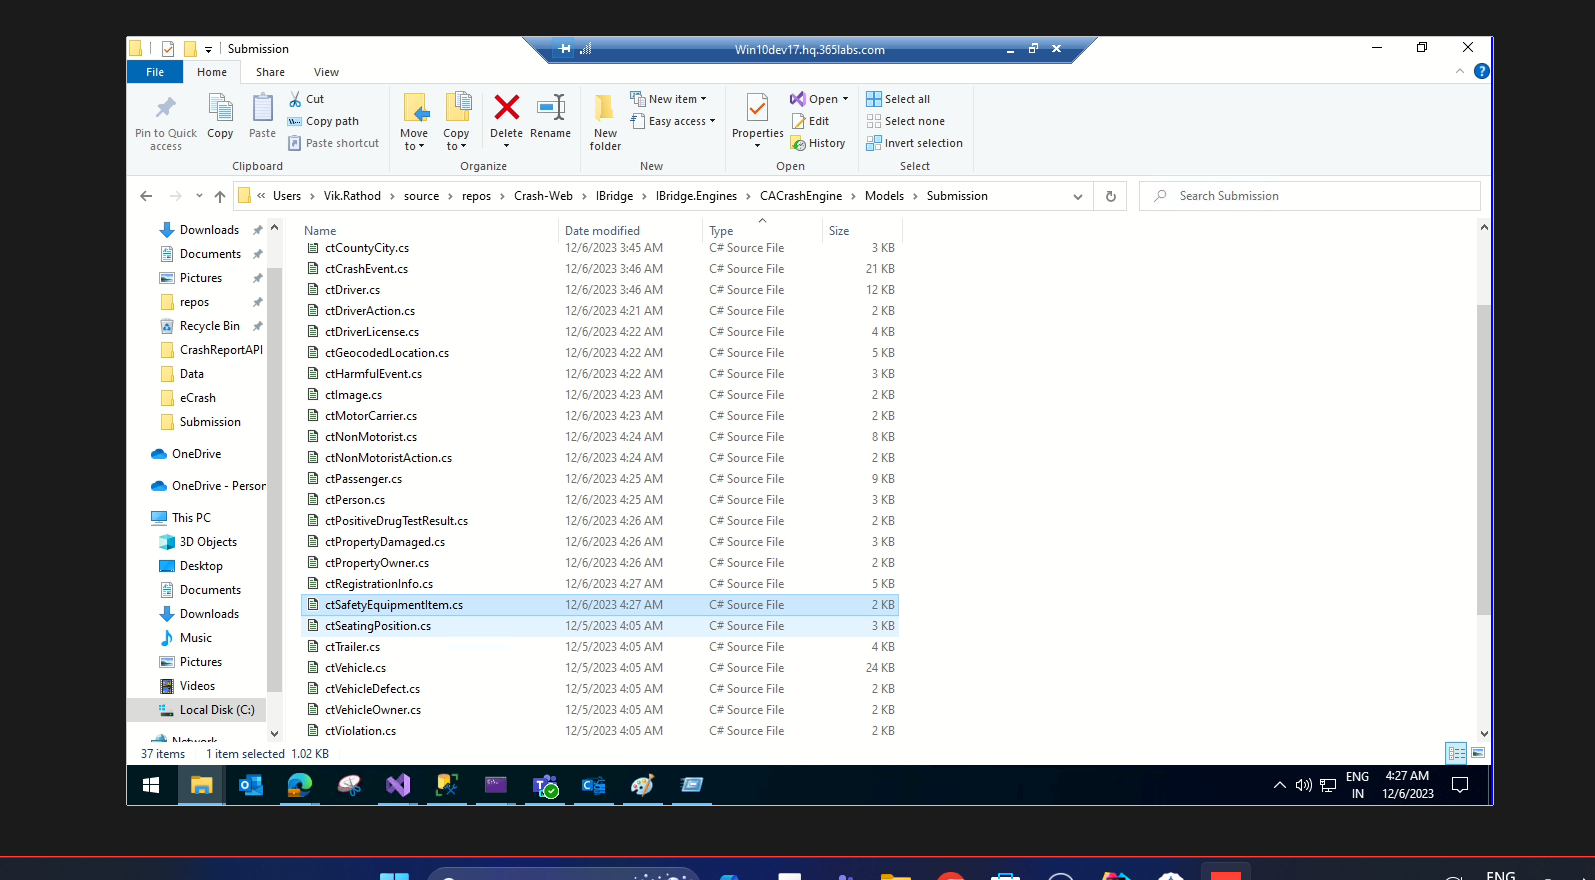 Submission
Win10dev17.hq.365labs.com
File Home Share View
Pin to Quick access
Copy
Paste
Cut
Copy path
Paste shortcut
Clipboard
Move to
Copy to
Delete
Rename
Organize
New folder
New item
Easy access
New
Properties
Open
Edit
History
Open
Select all
Select none
Invert selection
Select
« Users > Vik.Rathod > source > repos > Crash-Web > IBridge > IBridge.Engines > CACrashEngine > Models > Submission
Search Submission
Downloads
Documents
Pictures
repos
Recycle Bin
CrashReportAPI
Data
eCrash
Submission
OneDrive
OneDrive - Person
This PC
3D Objects
Desktop
Documents
Downloads
Music
Pictures
Videos
Local Disk (C:)
Network
Name Date modified Type Size
ctCountyCity.cs 12/6/2023 3:45 AM C# Source File 3 KB
ctCrashEvent.cs 12/6/2023 3:46 AM C# Source File 21 KB
ctDriver.cs 12/6/2023 3:46 AM C# Source File 12 KB
ctDriverAction.cs 12/6/2023 4:21 AM C# Source File 2 KB
ctDriverLicense.cs 12/6/2023 4:22 AM C# Source File 4 KB
ctGeocodedLocation.cs 12/6/2023 4:22 AM C# Source File 5 KB
ctHarmfulEvent.cs 12/6/2023 4:22 AM C# Source File 3 KB
ctImage.cs 12/6/2023 4:23 AM C# Source File 2 KB
ctMotorCarrier.cs 12/6/2023 4:23 AM C# Source File 2 KB
ctNonMotorist.cs 12/6/2023 4:24 AM C# Source File 8 KB
ctNonMotoristAction.cs 12/6/2023 4:24 AM C# Source File 2 KB
ctPassenger.cs 12/6/2023 4:25 AM C# Source File 9 KB
ctPerson.cs 12/6/2023 4:25 AM C# Source File 3 KB
ctPositiveDrugTestResult.cs 12/6/2023 4:26 AM C# Source File 2 KB
ctPropertyDamaged.cs 12/6/2023 4:26 AM C# Source File 3 KB
ctPropertyOwner.cs 12/6/2023 4:26 AM C# Source File 2 KB
ctRegistrationInfo.cs 12/6/2023 4:27 AM C# Source File 5 KB
ctSafetyEquipmentItem.cs 12/6/2023 4:27 AM C# Source File 2 KB
ctSeatingPosition.cs 12/5/2023 4:05 AM C# Source File 3 KB
ctTrailer.cs 12/5/2023 4:05 AM C# Source File 4 KB
ctVehicle.cs 12/5/2023 4:05 AM C# Source File 24 KB
ctVehicleDefect.cs 12/5/2023 4:05 AM C# Source File 2 KB
ctVehicleOwner.cs 12/5/2023 4:05 AM C# Source File 2 KB
ctViolation.cs 12/5/2023 4:05 AM C# Source File 2 KB
37 items 1 item selected 1.02 KB
ENG
IN
4:27 AM
12/6/2023
ENG